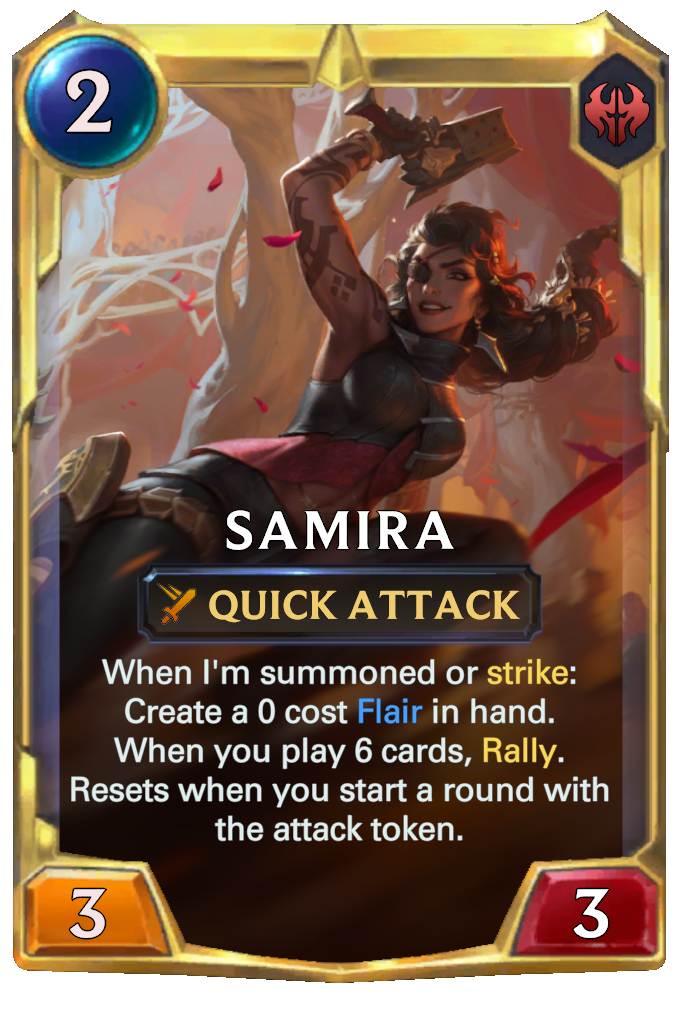 2
SAMIRA
QUICK ATTACK
When I'm summoned or strike:
Create a 0 cost Flair in hand.
When you play 6 cards, Rally.
Resets when you start a round with
the attack token.
3 3